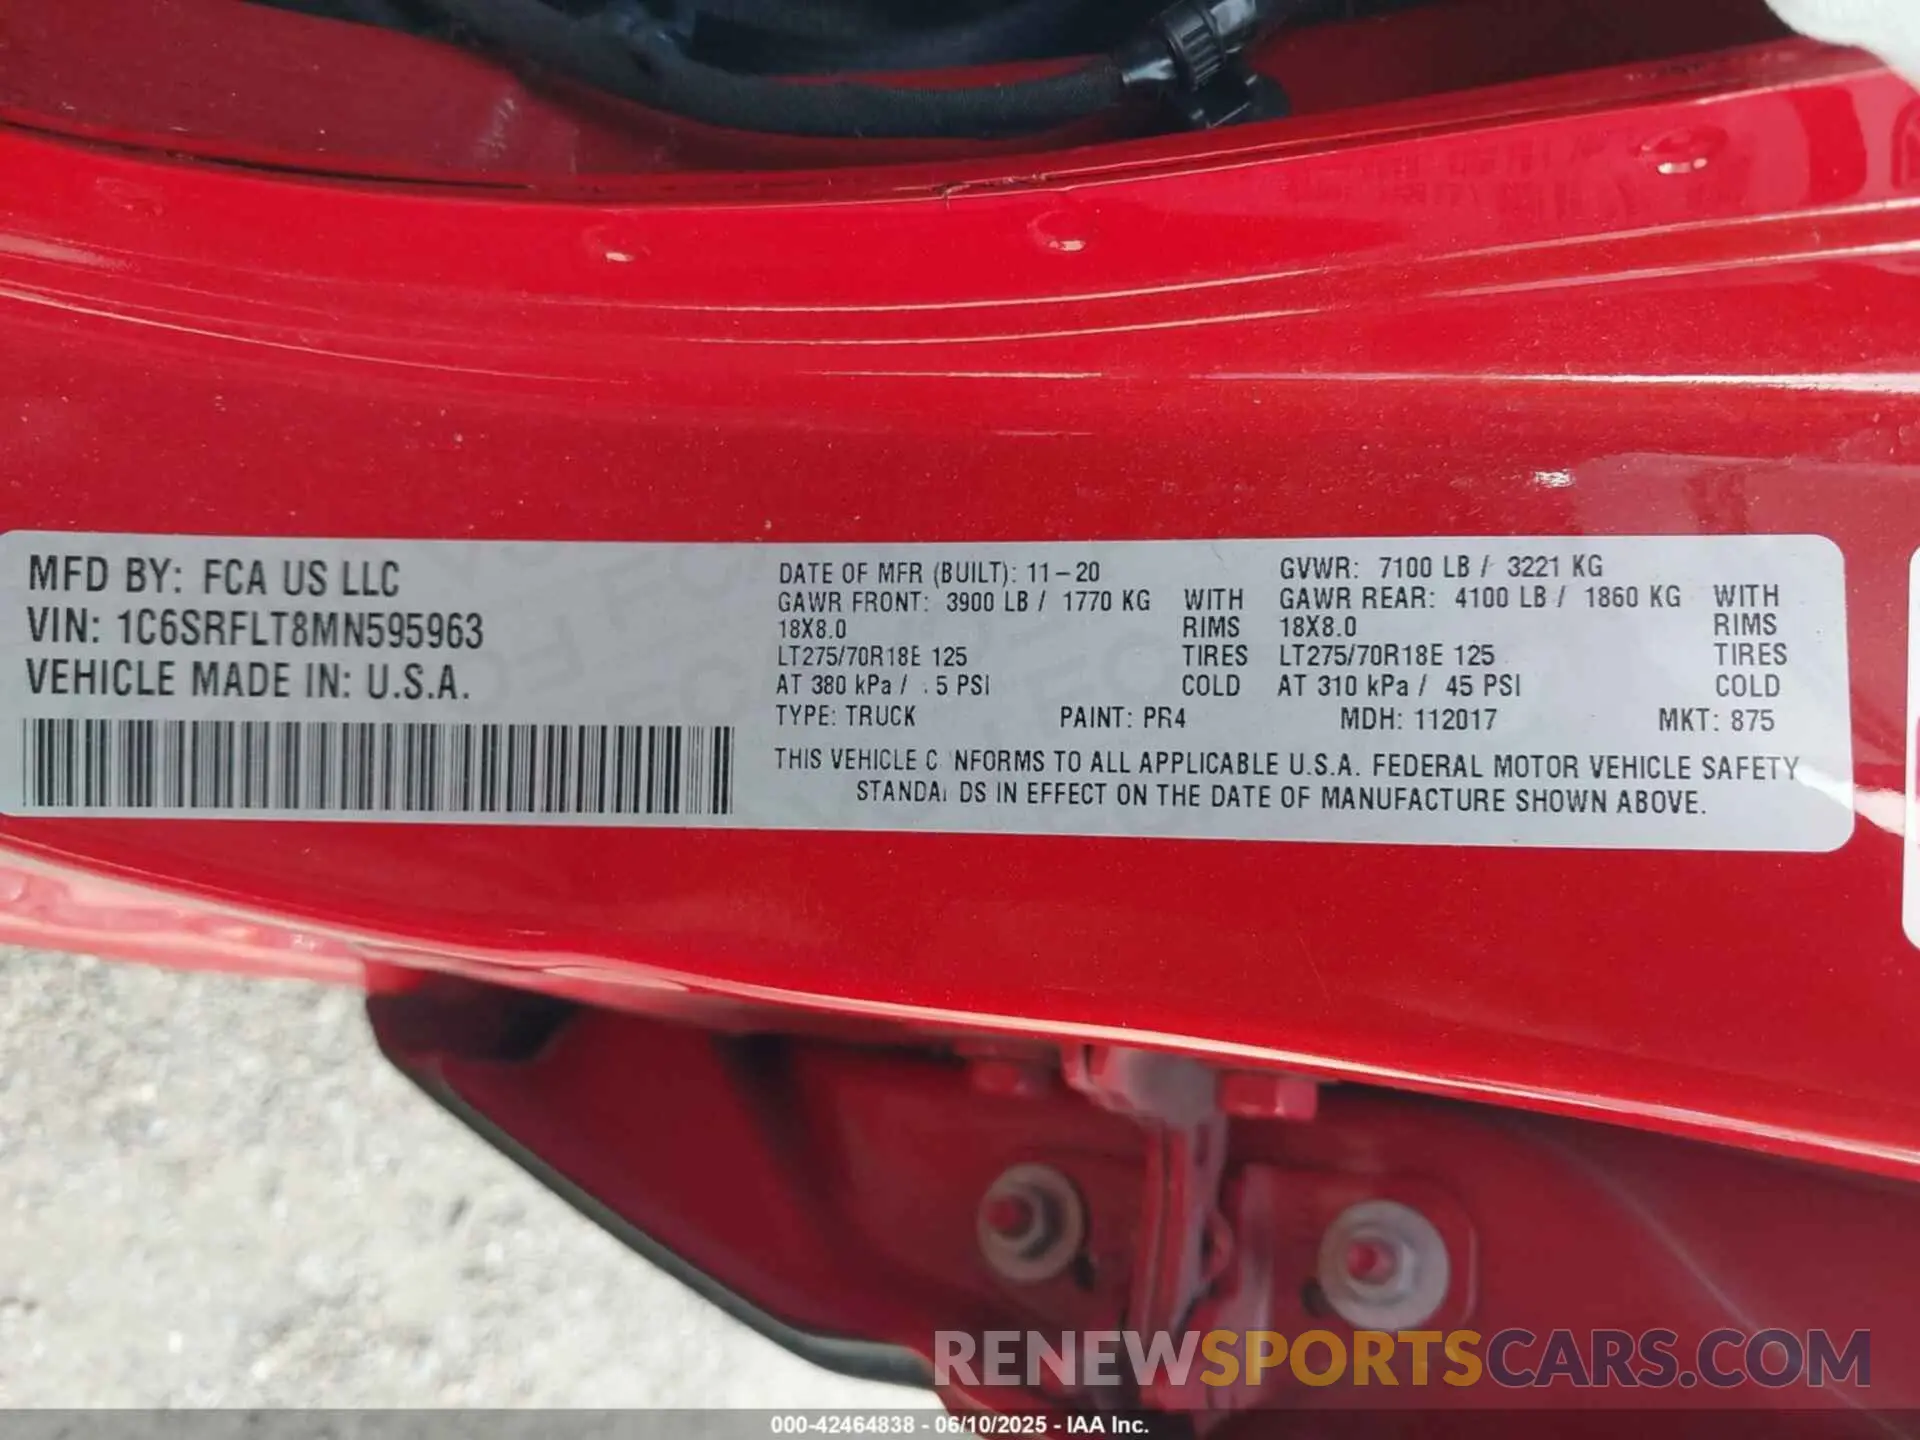 MFD BY: FCA US LLC
VIN: 1C6SRFLT8MN595963
VEHICLE MADE IN: U.S.A.
DATE OF MFR (BUILT): 11-20 GVWR: 7100 LB / 3221 KG
GAWR FRONT: 3900 LB / 1770 KG WITH GAWR REAR: 4100 LB / 1860 KG WITH
18X8.0 RIMS 18X8.0 RIMS
LT275/70R18E 125 TIRES LT275/70R18E 125 TIRES
AT 380 kPa / 5 PSI COLD AT 310 kPa / 45 PSI COLD
TYPE: TRUCK PAINT: PR4 MDH: 112017 MKT: 875
THIS VEHICLE C NFORMS TO ALL APPLICABLE U.S.A. FEDERAL MOTOR VEHICLE SAFETY
STANDA DS IN EFFECT ON THE DATE OF MANUFACTURE SHOWN ABOVE.
RENEWSPORTSCARS.COM
000-42464838 - 06/10/2025 - IAA Inc.